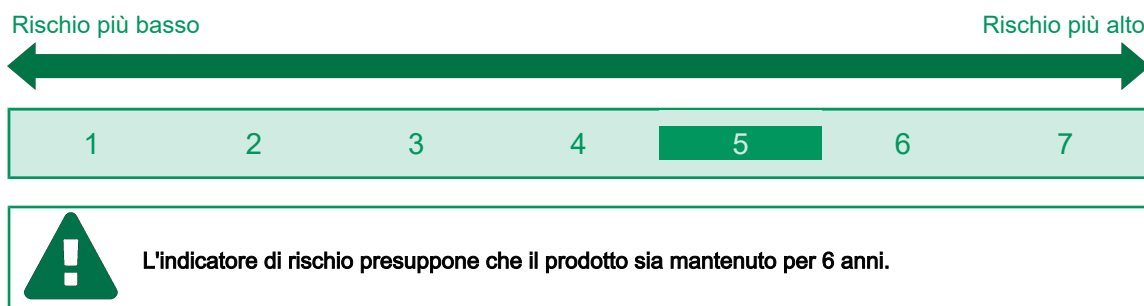 Rischio più basso Rischio più alto
1 2 3 4 5 6 7
L'indicatore di rischio presuppone che il prodotto sia mantenuto per 6 anni.